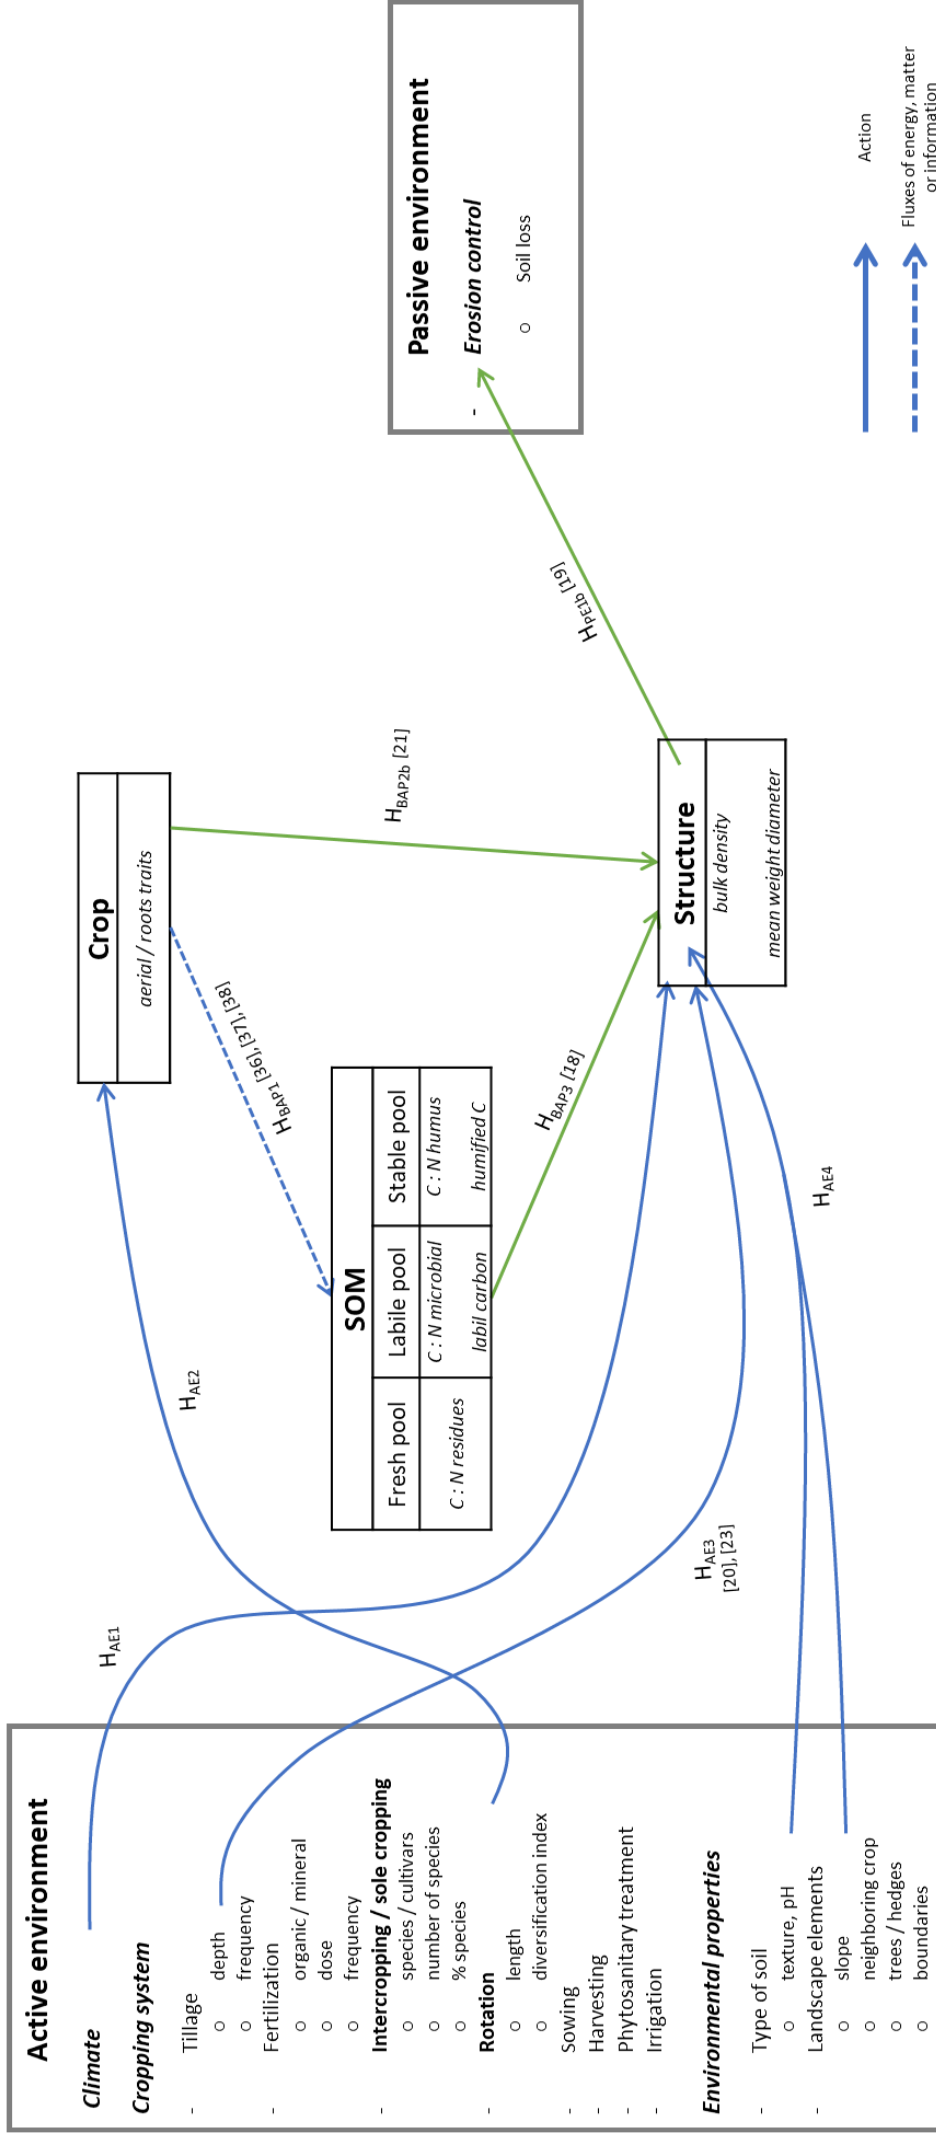 Active environment
Climate
Cropping system
- Tillage
○ depth
○ frequency
- Fertilization
○ organic / mineral
○ dose
○ frequency
- Intercropping / sole cropping
○ species / cultivars
○ number of species
○ % species
- Rotation
○ length
○ diversification index
- Sowing
- Harvesting
- Phytosanitary treatment
- Irrigation
Environmental properties
- Type of soil
○ texture, pH
- Landscape elements
○ slope
○ neighboring crop
○ trees / hedges
○ boundaries
HAE1
HAE2
HAE3
[20], [23]
HAE4
SOM
Fresh pool Labile pool Stable pool
C : N residues
C : N microbial
labil carbon
C : N humus
humified C
HBAP1 [36],[37],[38]
HBAP3 [18]
Crop
aerial / roots traits
HBAP2b [21]
Structure
bulk density
mean weight diameter
HPE1b [19]
Passive environment
- Erosion control
○ Soil loss
Action
Fluxes of energy, matter
or information